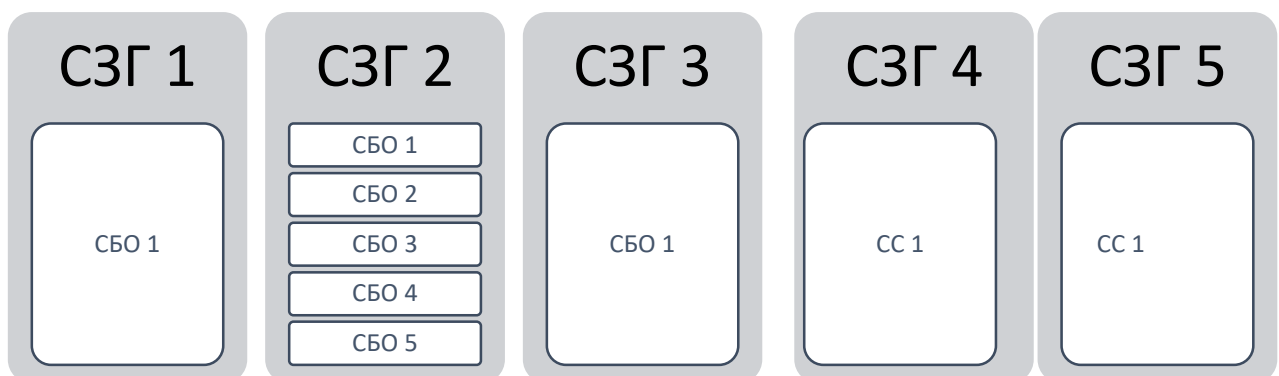 СЗГ 1
СБО 1
СЗГ 2
СБО 1
СБО 2
СБО 3
СБО 4
СБО 5
СЗГ 3
СБО 1
СЗГ 4
СС 1
СЗГ 5
СС 1